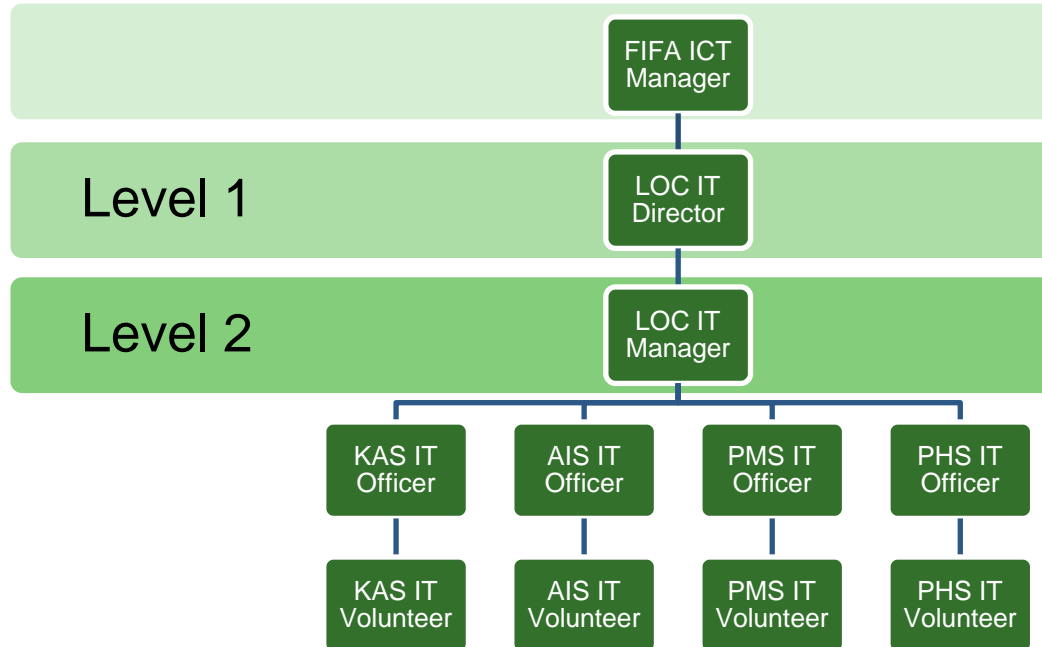 FIFA ICT
Manager
Level 1
LOC IT
Director
Level 2
LOC IT
Manager
KAS IT
Officer
AIS IT
Officer
PMS IT
Officer
PHS IT
Officer
KAS IT
Volunteer
AIS IT
Volunteer
PMS IT
Volunteer
PHS IT
Volunteer